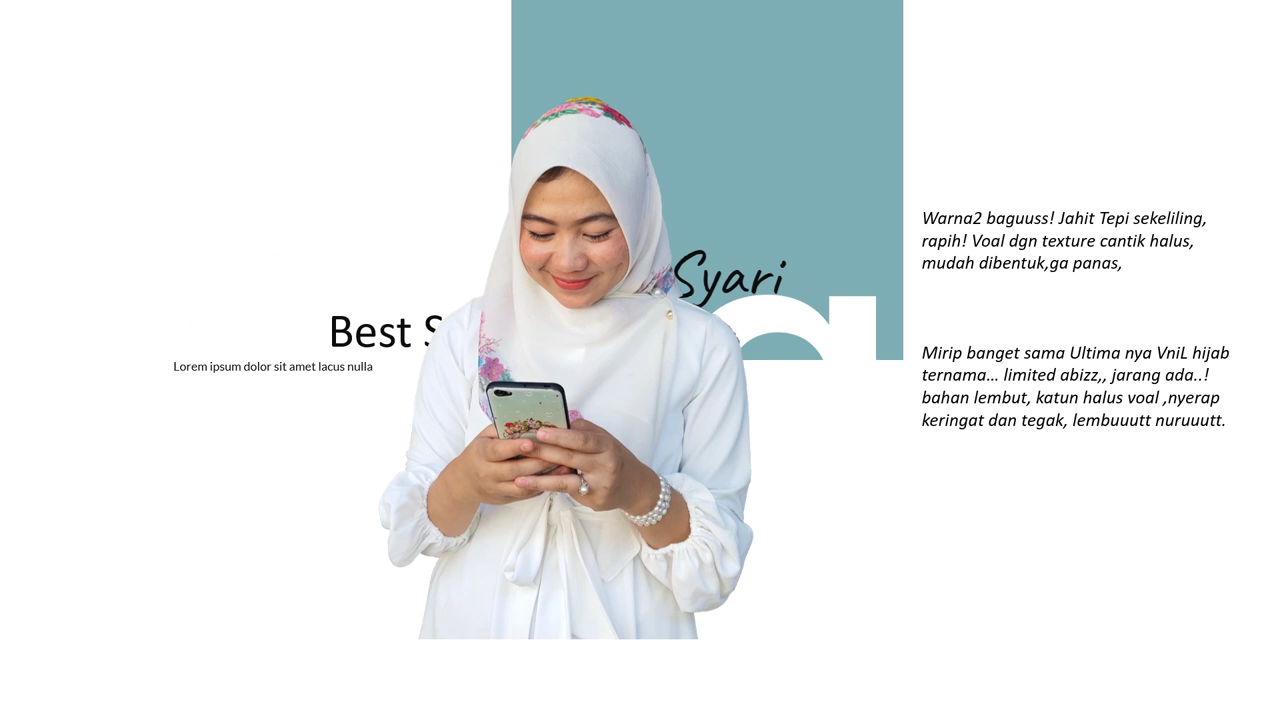 Syari
Best S
Lorem ipsum dolor sit amet lacus nulla
Warna2 baguuss! Jahit Tepi sekeliling,
rapih! Voal dgn texture cantik halus,
mudah dibentuk,ga panas,
Mirip banget sama Ultima nya VniL hijab
ternama... limited abizz,, jarang ada..!
bahan lembut, katun halus voal ,nyerap
keringat dan tegak, lembuuutt nuruuutt.